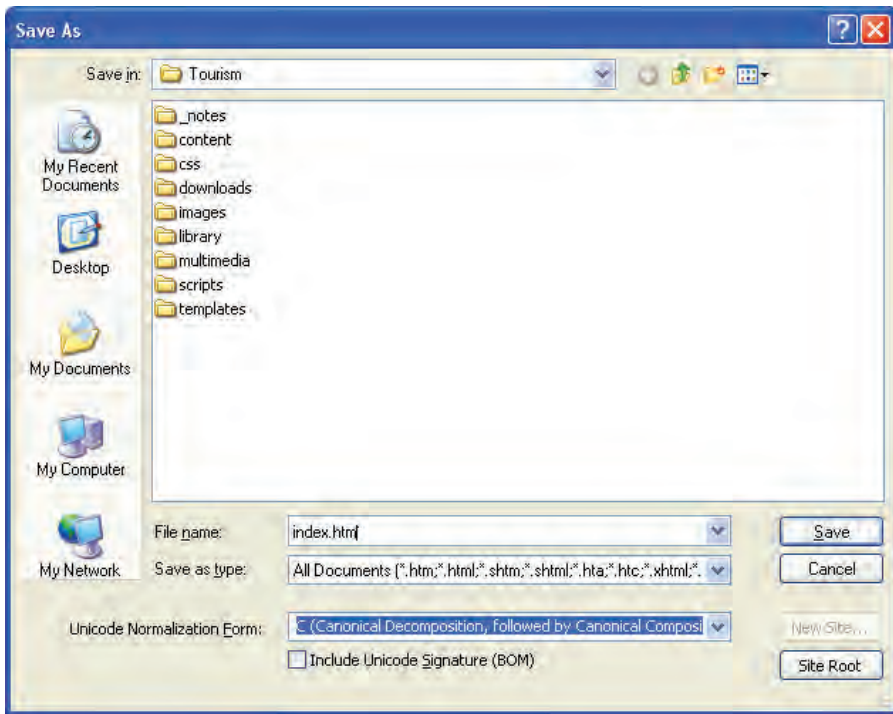 Save As
Save in: Tourism
My Recent Documents
Desktop
My Documents
My Computer
My Network
_notes
content
css
downloads
images
library
multimedia
scripts
templates
File name: index.htm Save
Save as type: All Documents (*.htm;*.html;*.shtm;*.shtml;*.hta;*.htc;*.xhtml;*. Cancel
Unicode Normalization Form: C (Canonical Decomposition, followed by Canonical Composi New Site...
Include Unicode Signature (BOM) Site Root